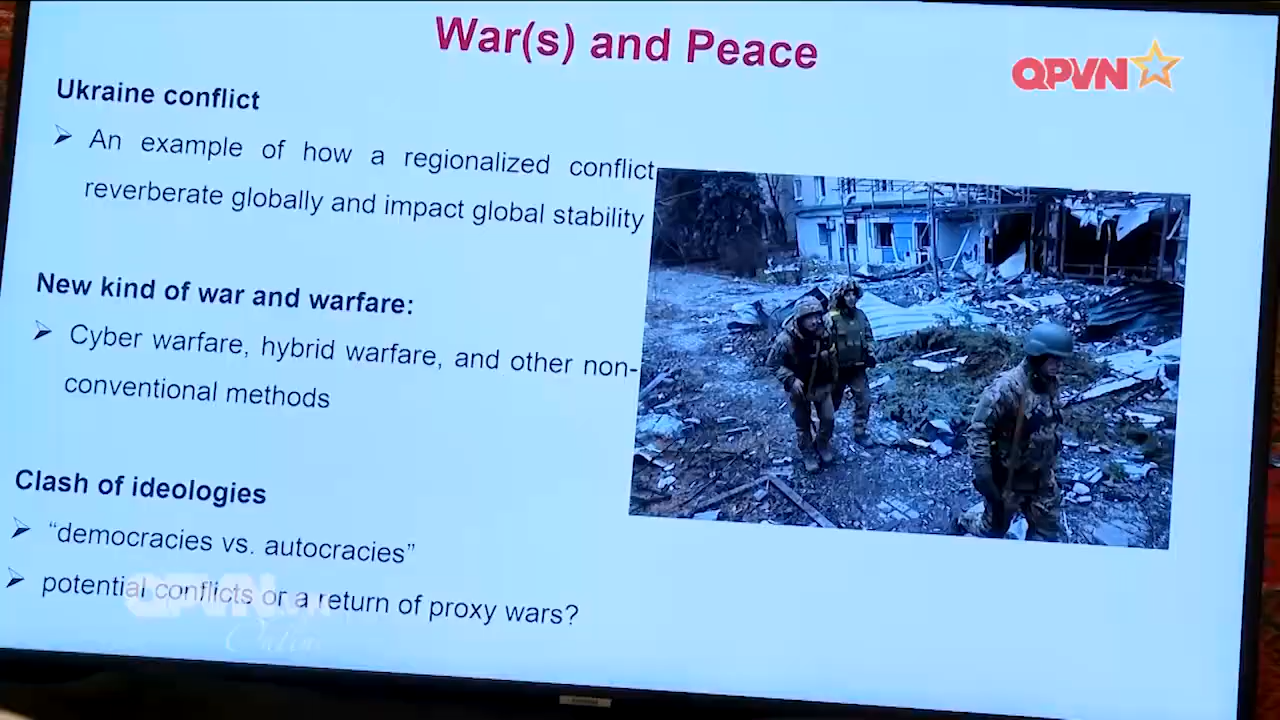 War(s) and Peace
QPVN
Ukraine conflict
An example of how a regionalized conflict
reverberate globally and impact global stability
New kind of war and warfare:
Cyber warfare, hybrid warfare, and other non-
conventional methods
Clash of ideologies
“democracies vs. autocracies”
potential conflicts or a return of proxy wars?
QPVN
Online